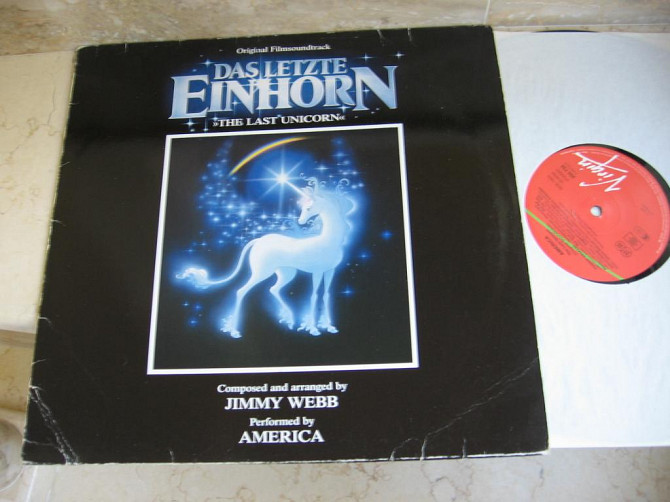 Original Filmsoundtrack
DAS LETZTE
EINHORN
»THE LAST UNICORN«
Composed and arranged by
JIMMY WEBB
Performed by
AMERICA
Virgin